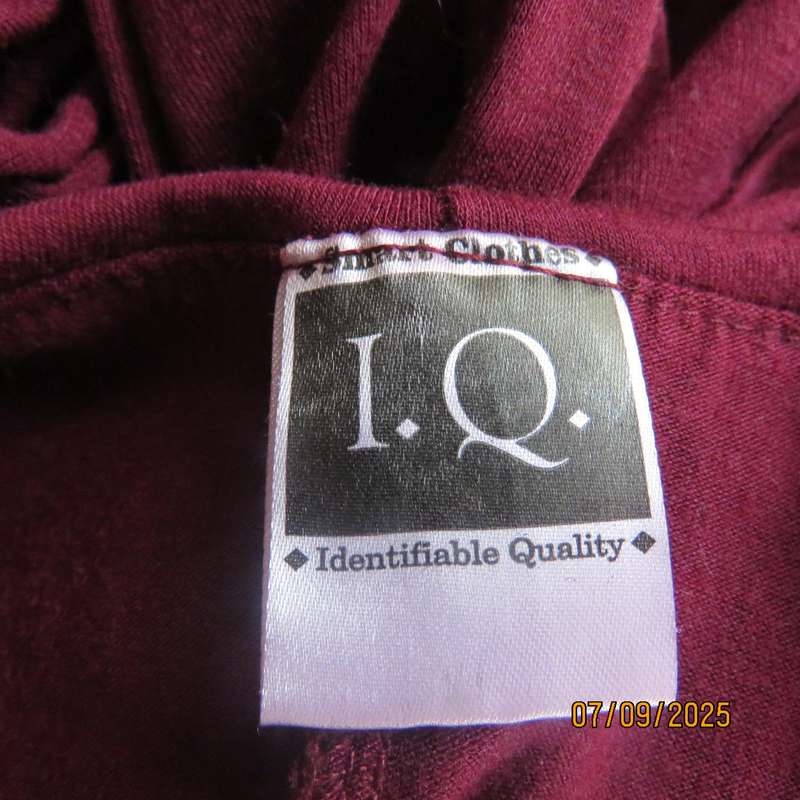 ◆Smart Clothes◆
I.Q.
◆Identifiable Quality◆
07/09/2025